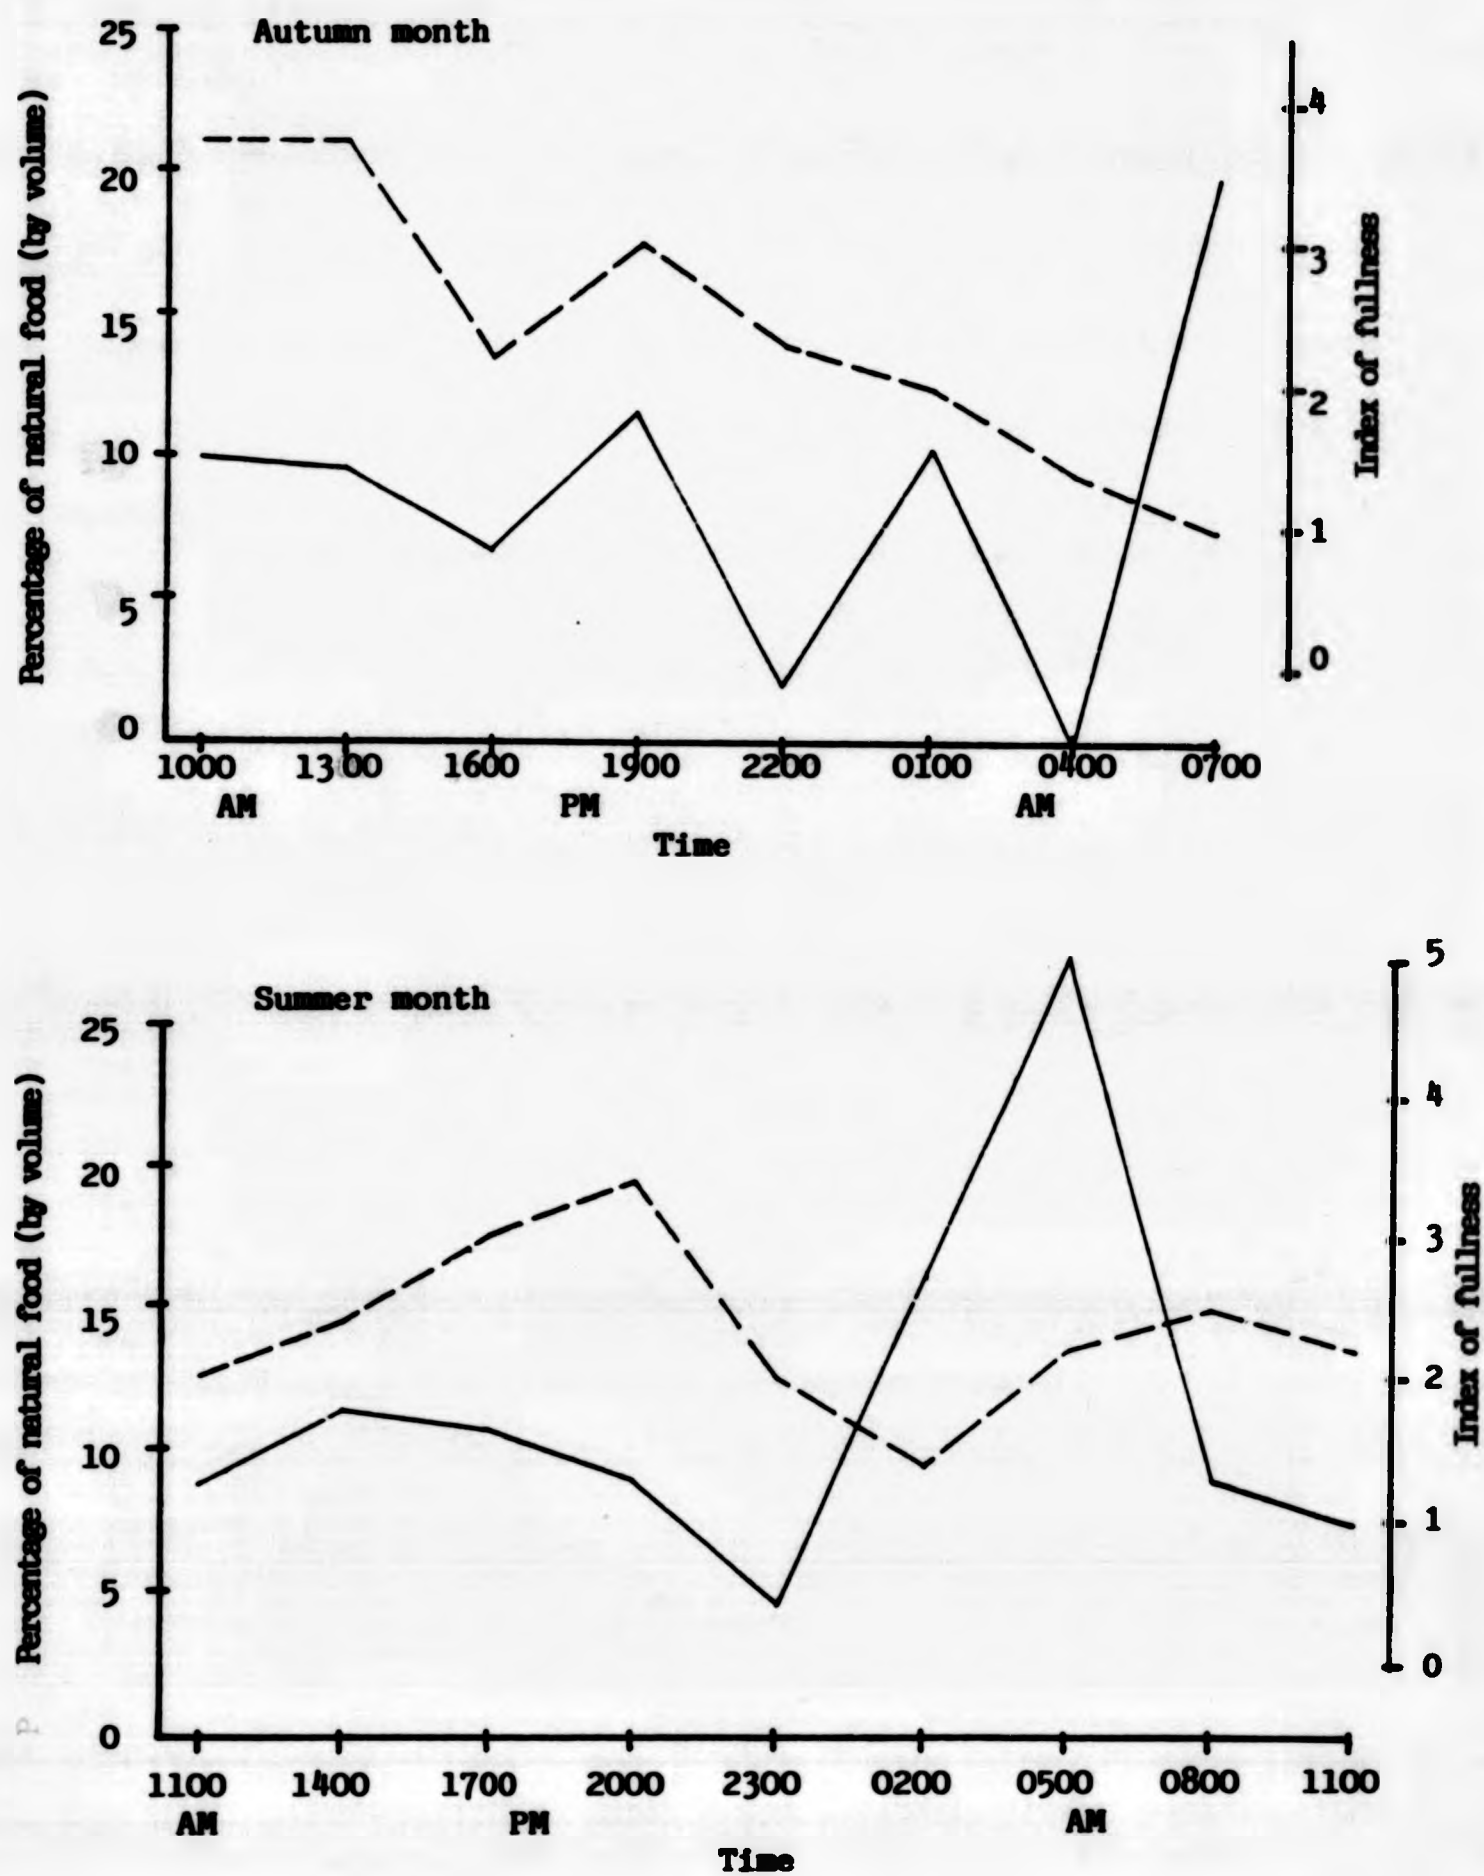 Autumn month
Percentage of natural food (by volume)
25
20
15
10
5
0
4
3
2
1
0
Index of fullness
1000 1300 1600 1900 2200 0100 0400 0700
AM PM AM
Time
Summer month
Percentage of natural food (by volume)
25
20
15
10
5
0
5
4
3
2
1
0
Index of fullness
1100 1400 1700 2000 2300 0200 0500 0800 1100
AM PM AM
Time